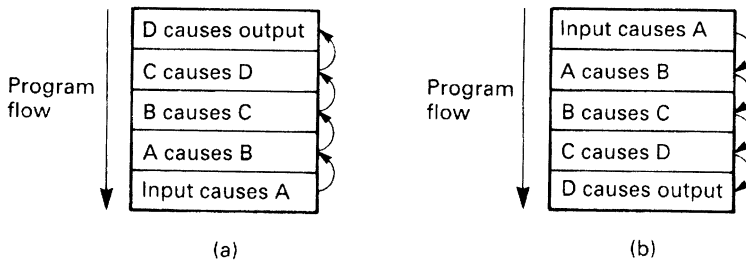 Program
flow
D causes output
C causes D
B causes C
A causes B
Input causes A
(a)
Program
flow
Input causes A
A causes B
B causes C
C causes D
D causes output
(b)